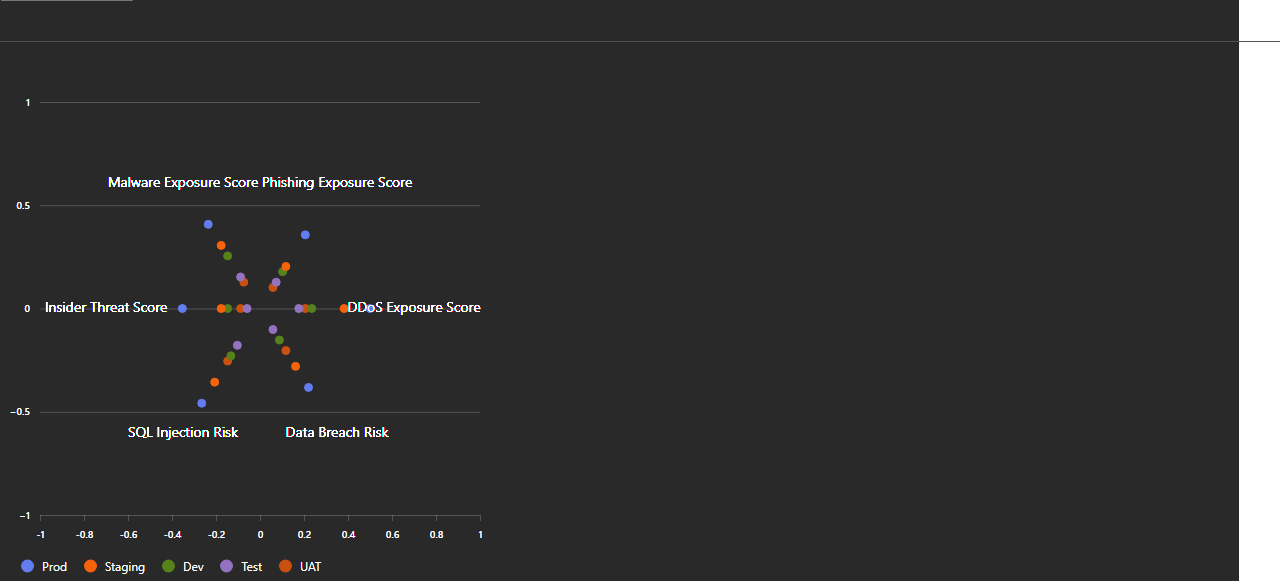 1
Malware Exposure Score Phishing Exposure Score
0.5
0 Insider Threat Score DDoS Exposure Score
−0.5
SQL Injection Risk Data Breach Risk
−1
-1 -0.8 -0.6 -0.4 -0.2 0 0.2 0.4 0.6 0.8 1
Prod Staging Dev Test UAT